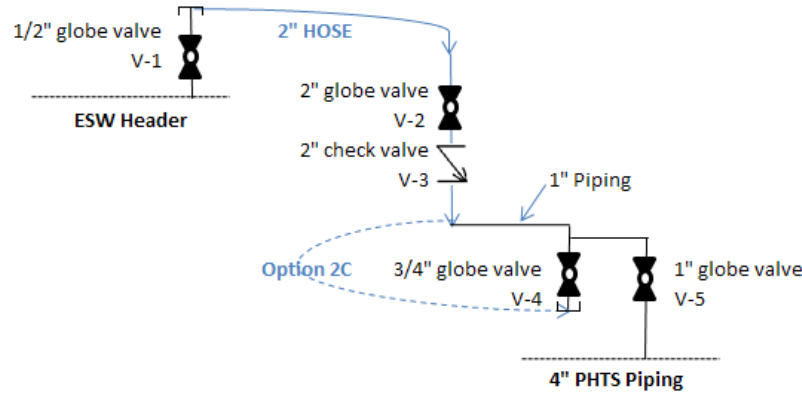 1/2" globe valve
V-1
2" HOSE
ESW Header
2" globe valve
V-2
2" check valve
V-3
1" Piping
Option 2C
3/4" globe valve
V-4
1" globe valve
V-5
4" PHTS Piping